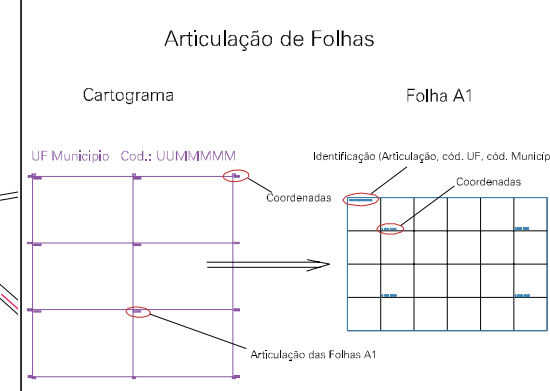 Articulação de Folhas
Cartograma
Folha A1
UF Municipio Cod.: UUMMMMM
Identificação (Articulação, cód. UF, cód. Municíp
Coordenadas
Coordenadas
Articulação das Folhas A1